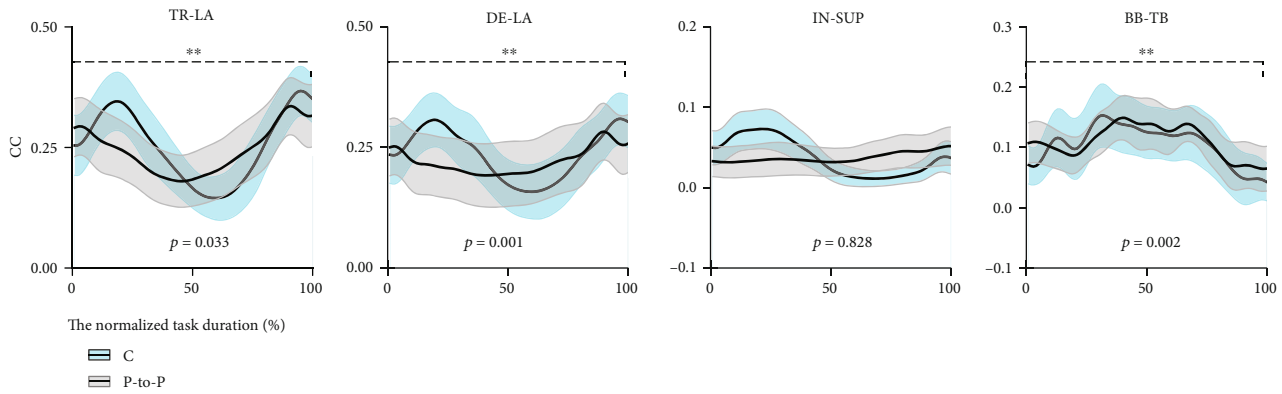 TR-LA
DE-LA
IN-SUP
BB-TB
CC
0.50
0.25
0.00
**
p = 0.033
0
50
100
0.50
0.25
0.00
**
p = 0.001
0
50
100
0.2
0.1
0.0
–0.1
p = 0.828
0
50
100
0.3
0.2
0.1
0.0
–0.1
**
p = 0.002
0
50
100
The normalized task duration (%)
C
P-to-P